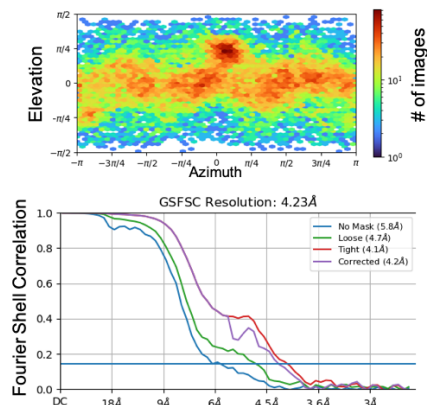 π/2
π/4
0
−π/4
−π/2
Elevation
−π −3π/4 −π/2 −π/4 0 π/4 π/2 3π/4 π
Azimuth
10¹
10⁰
# of images
GSFSC Resolution: 4.23Å
1.0
0.8
0.6
0.4
0.2
0.0
Fourier Shell Correlation
No Mask (5.8Å)
Loose (4.7Å)
Tight (4.1Å)
Corrected (4.2Å)
DC 18Å 9Å 6Å 4.5Å 3.6Å 3Å